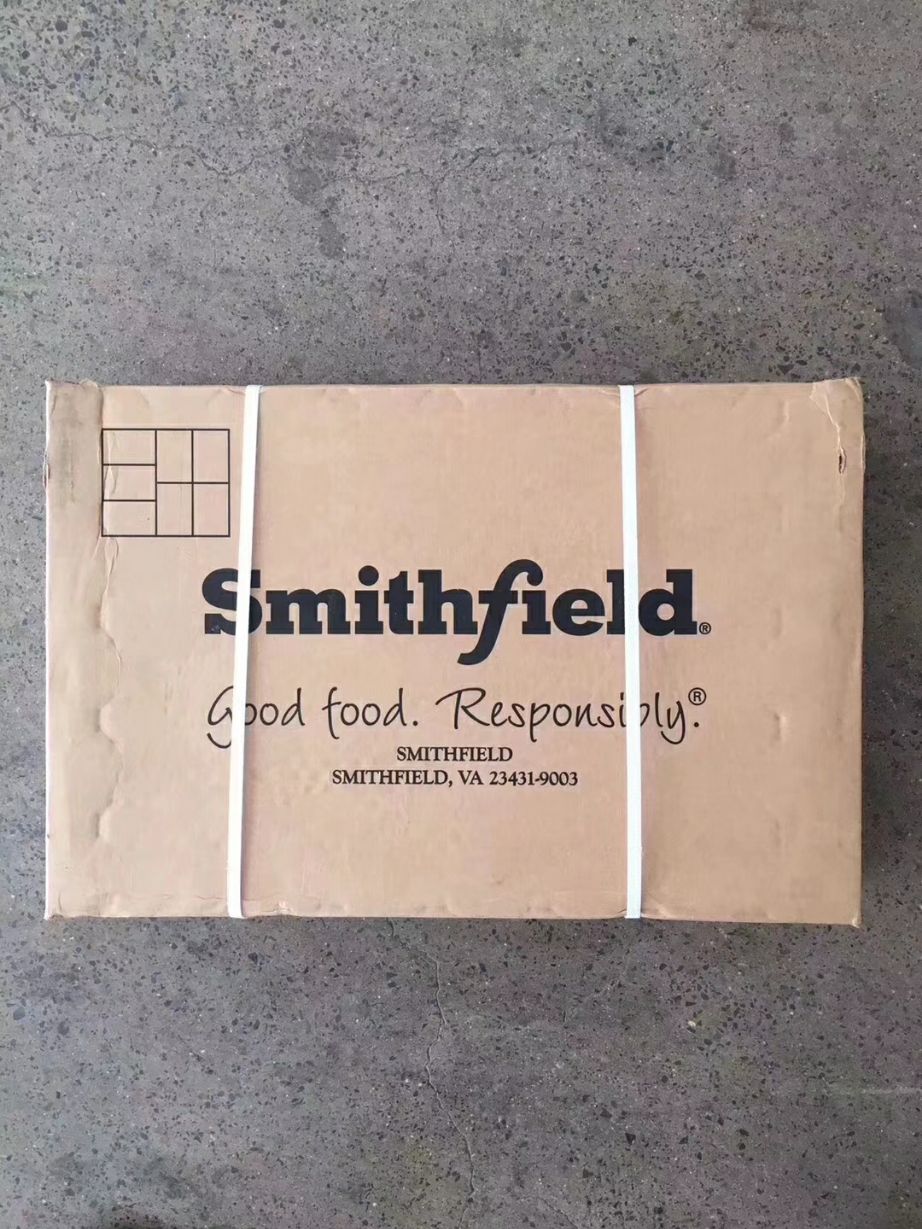 Smithfield®
Good food. Responsibly.®
SMITHFIELD
SMITHFIELD, VA 23431-9003